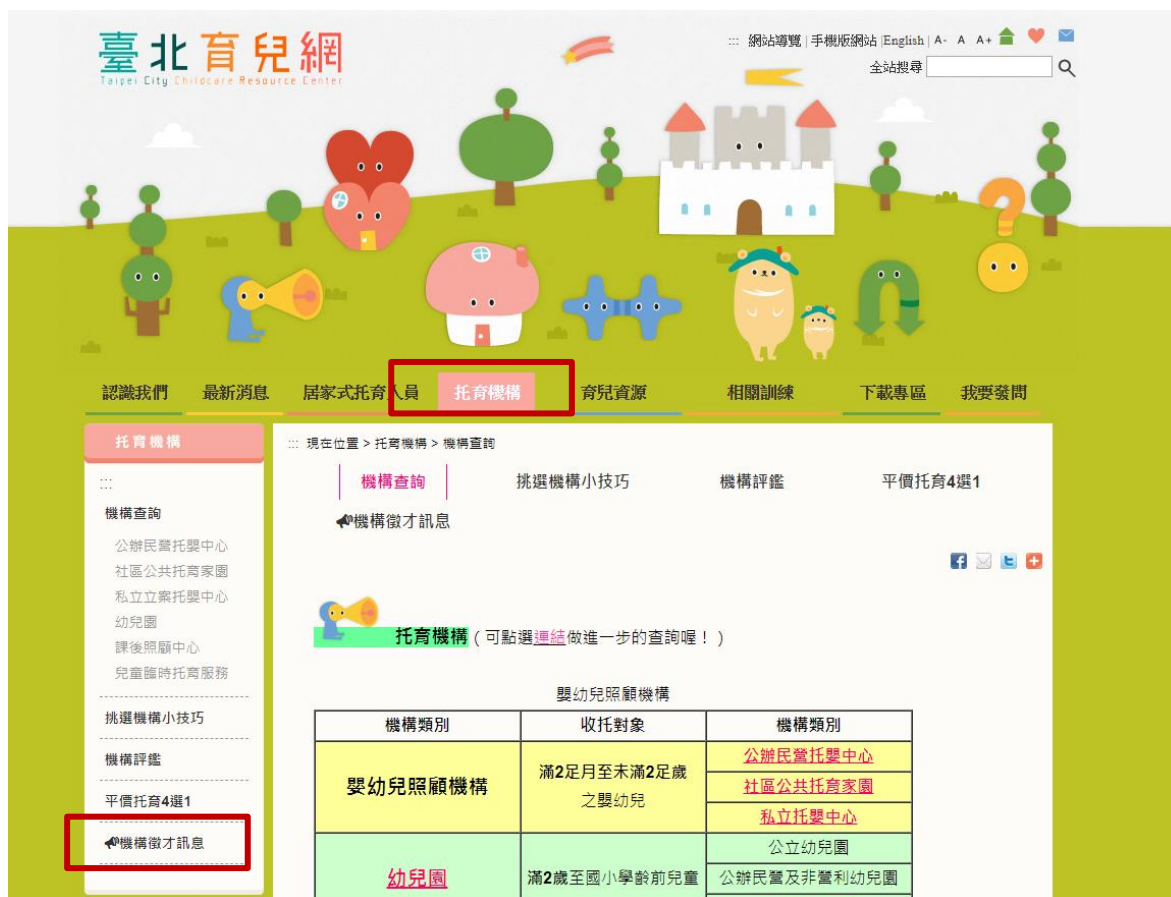 臺北育兒網
Taipei City Childcare Resource Center
::: 網站導覽 | 手機版網站 |English | A- A A+
全站搜尋
認識我們 最新消息 居家式托育人員 托育機構 育兒資源 相關訓練 下載專區 我要發問
托育機構
:::
機構查詢
公辦民營托嬰中心
社區公共托育家園
私立立案托嬰中心
幼兒園
課後照顧中心
兒童臨時托育服務
挑選機構小技巧
機構評鑑
平價托育4選1
機構徵才訊息
::: 現在位置 > 托育機構 > 機構查詢
機構查詢 挑選機構小技巧 機構評鑑 平價托育4選1
機構徵才訊息
托育機構 ( 可點選連結做進一步的查詢喔！)
嬰幼兒照顧機構
機構類別 收托對象 機構類別
嬰幼兒照顧機構
滿2足月至未滿2足歲
之嬰幼兒
公辦民營托嬰中心
社區公共托育家園
私立托嬰中心
幼兒園
滿2歲至國小學齡前兒童
公立幼兒園
公辦民營及非營利幼兒園